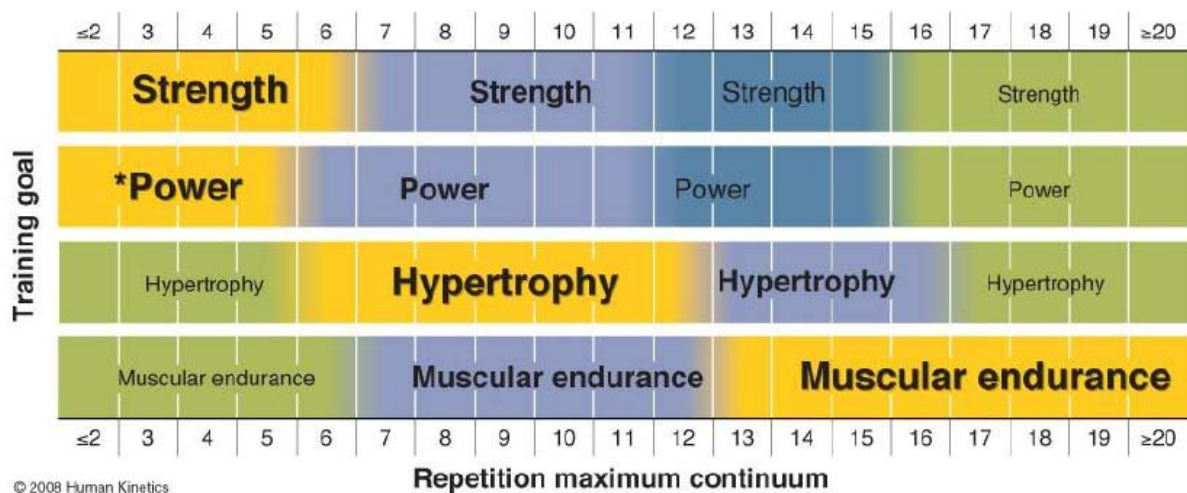 ≤2 3 4 5 6 7 8 9 10 11 12 13 14 15 16 17 18 19 ≥20
Training goal
Strength Strength Strength Strength
*Power Power Power Power
Hypertrophy Hypertrophy Hypertrophy Hypertrophy
Muscular endurance Muscular endurance Muscular endurance
≤2 3 4 5 6 7 8 9 10 11 12 13 14 15 16 17 18 19 ≥20
Repetition maximum continuum
© 2008 Human Kinetics